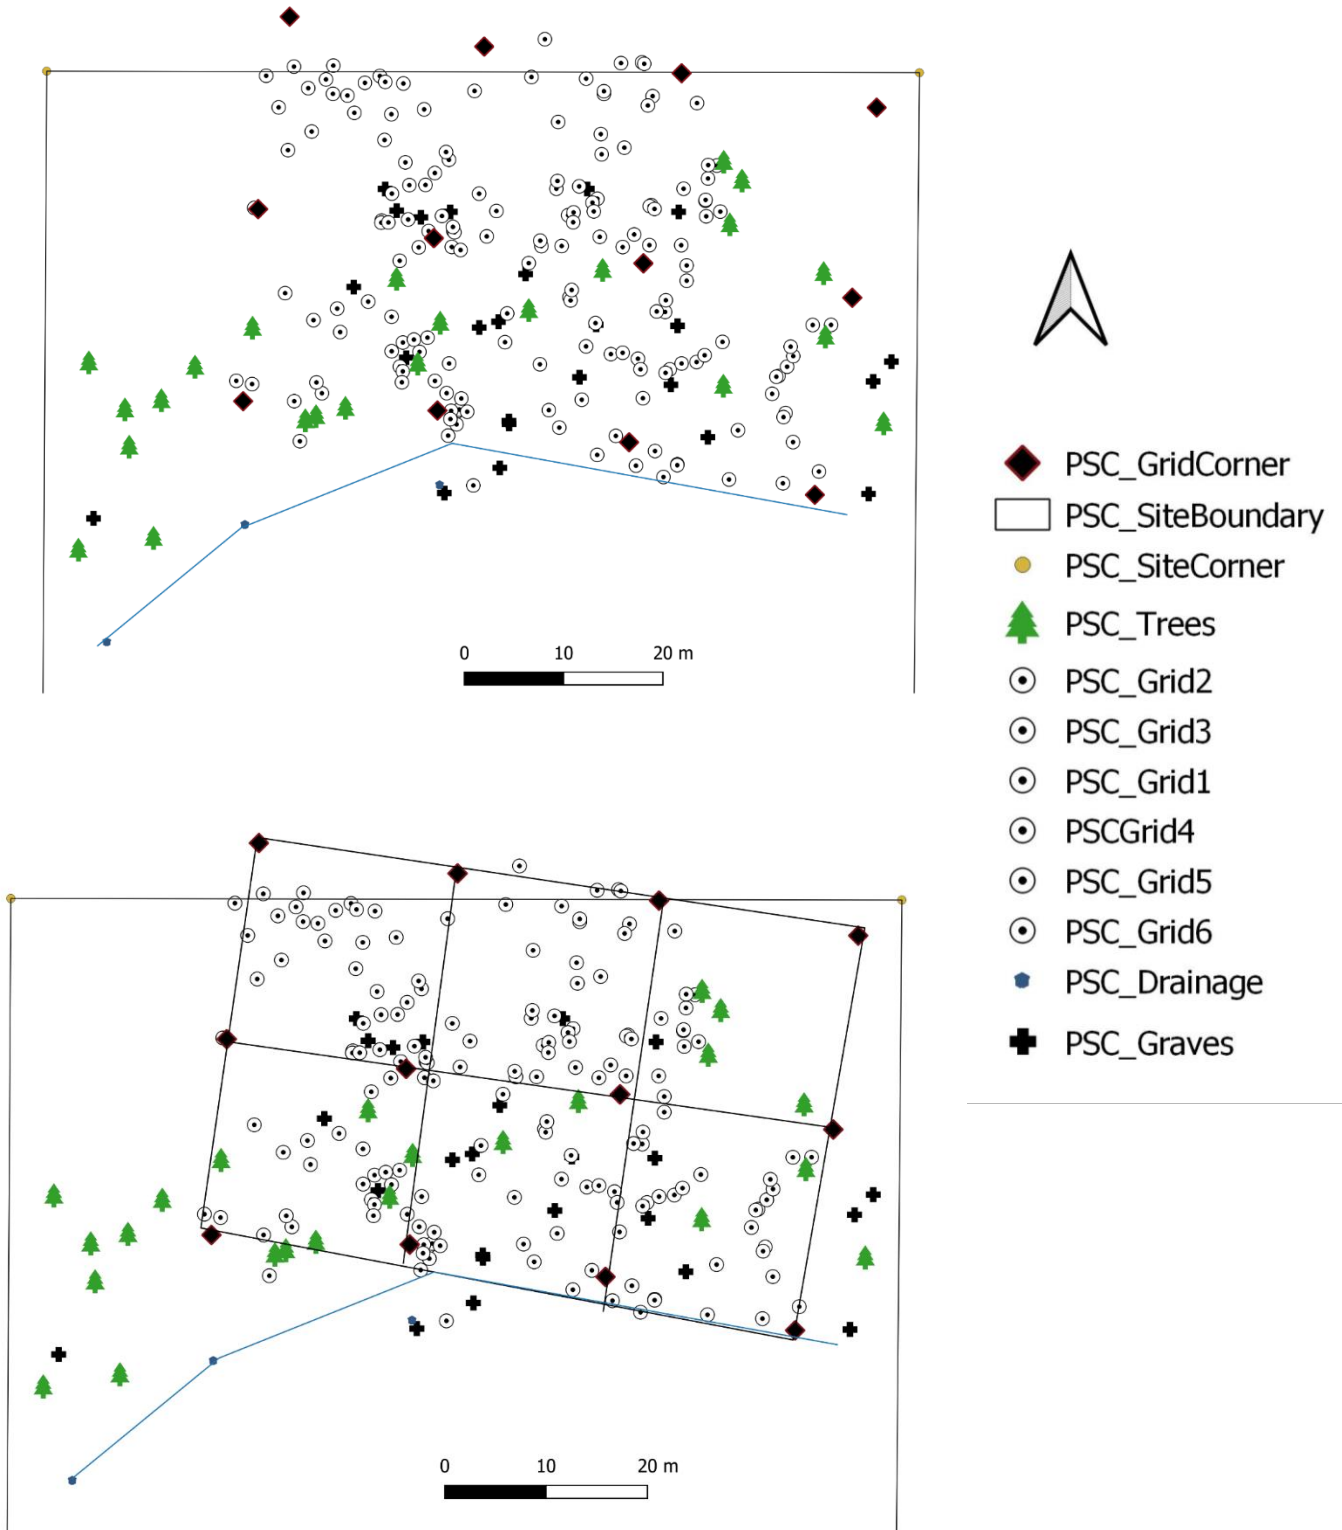 0 10 20 m
PSC_GridCorner
PSC_SiteBoundary
PSC_SiteCorner
PSC_Trees
PSC_Grid2
PSC_Grid3
PSC_Grid1
PSCGrid4
PSC_Grid5
PSC_Grid6
PSC_Drainage
PSC_Graves
0 10 20 m